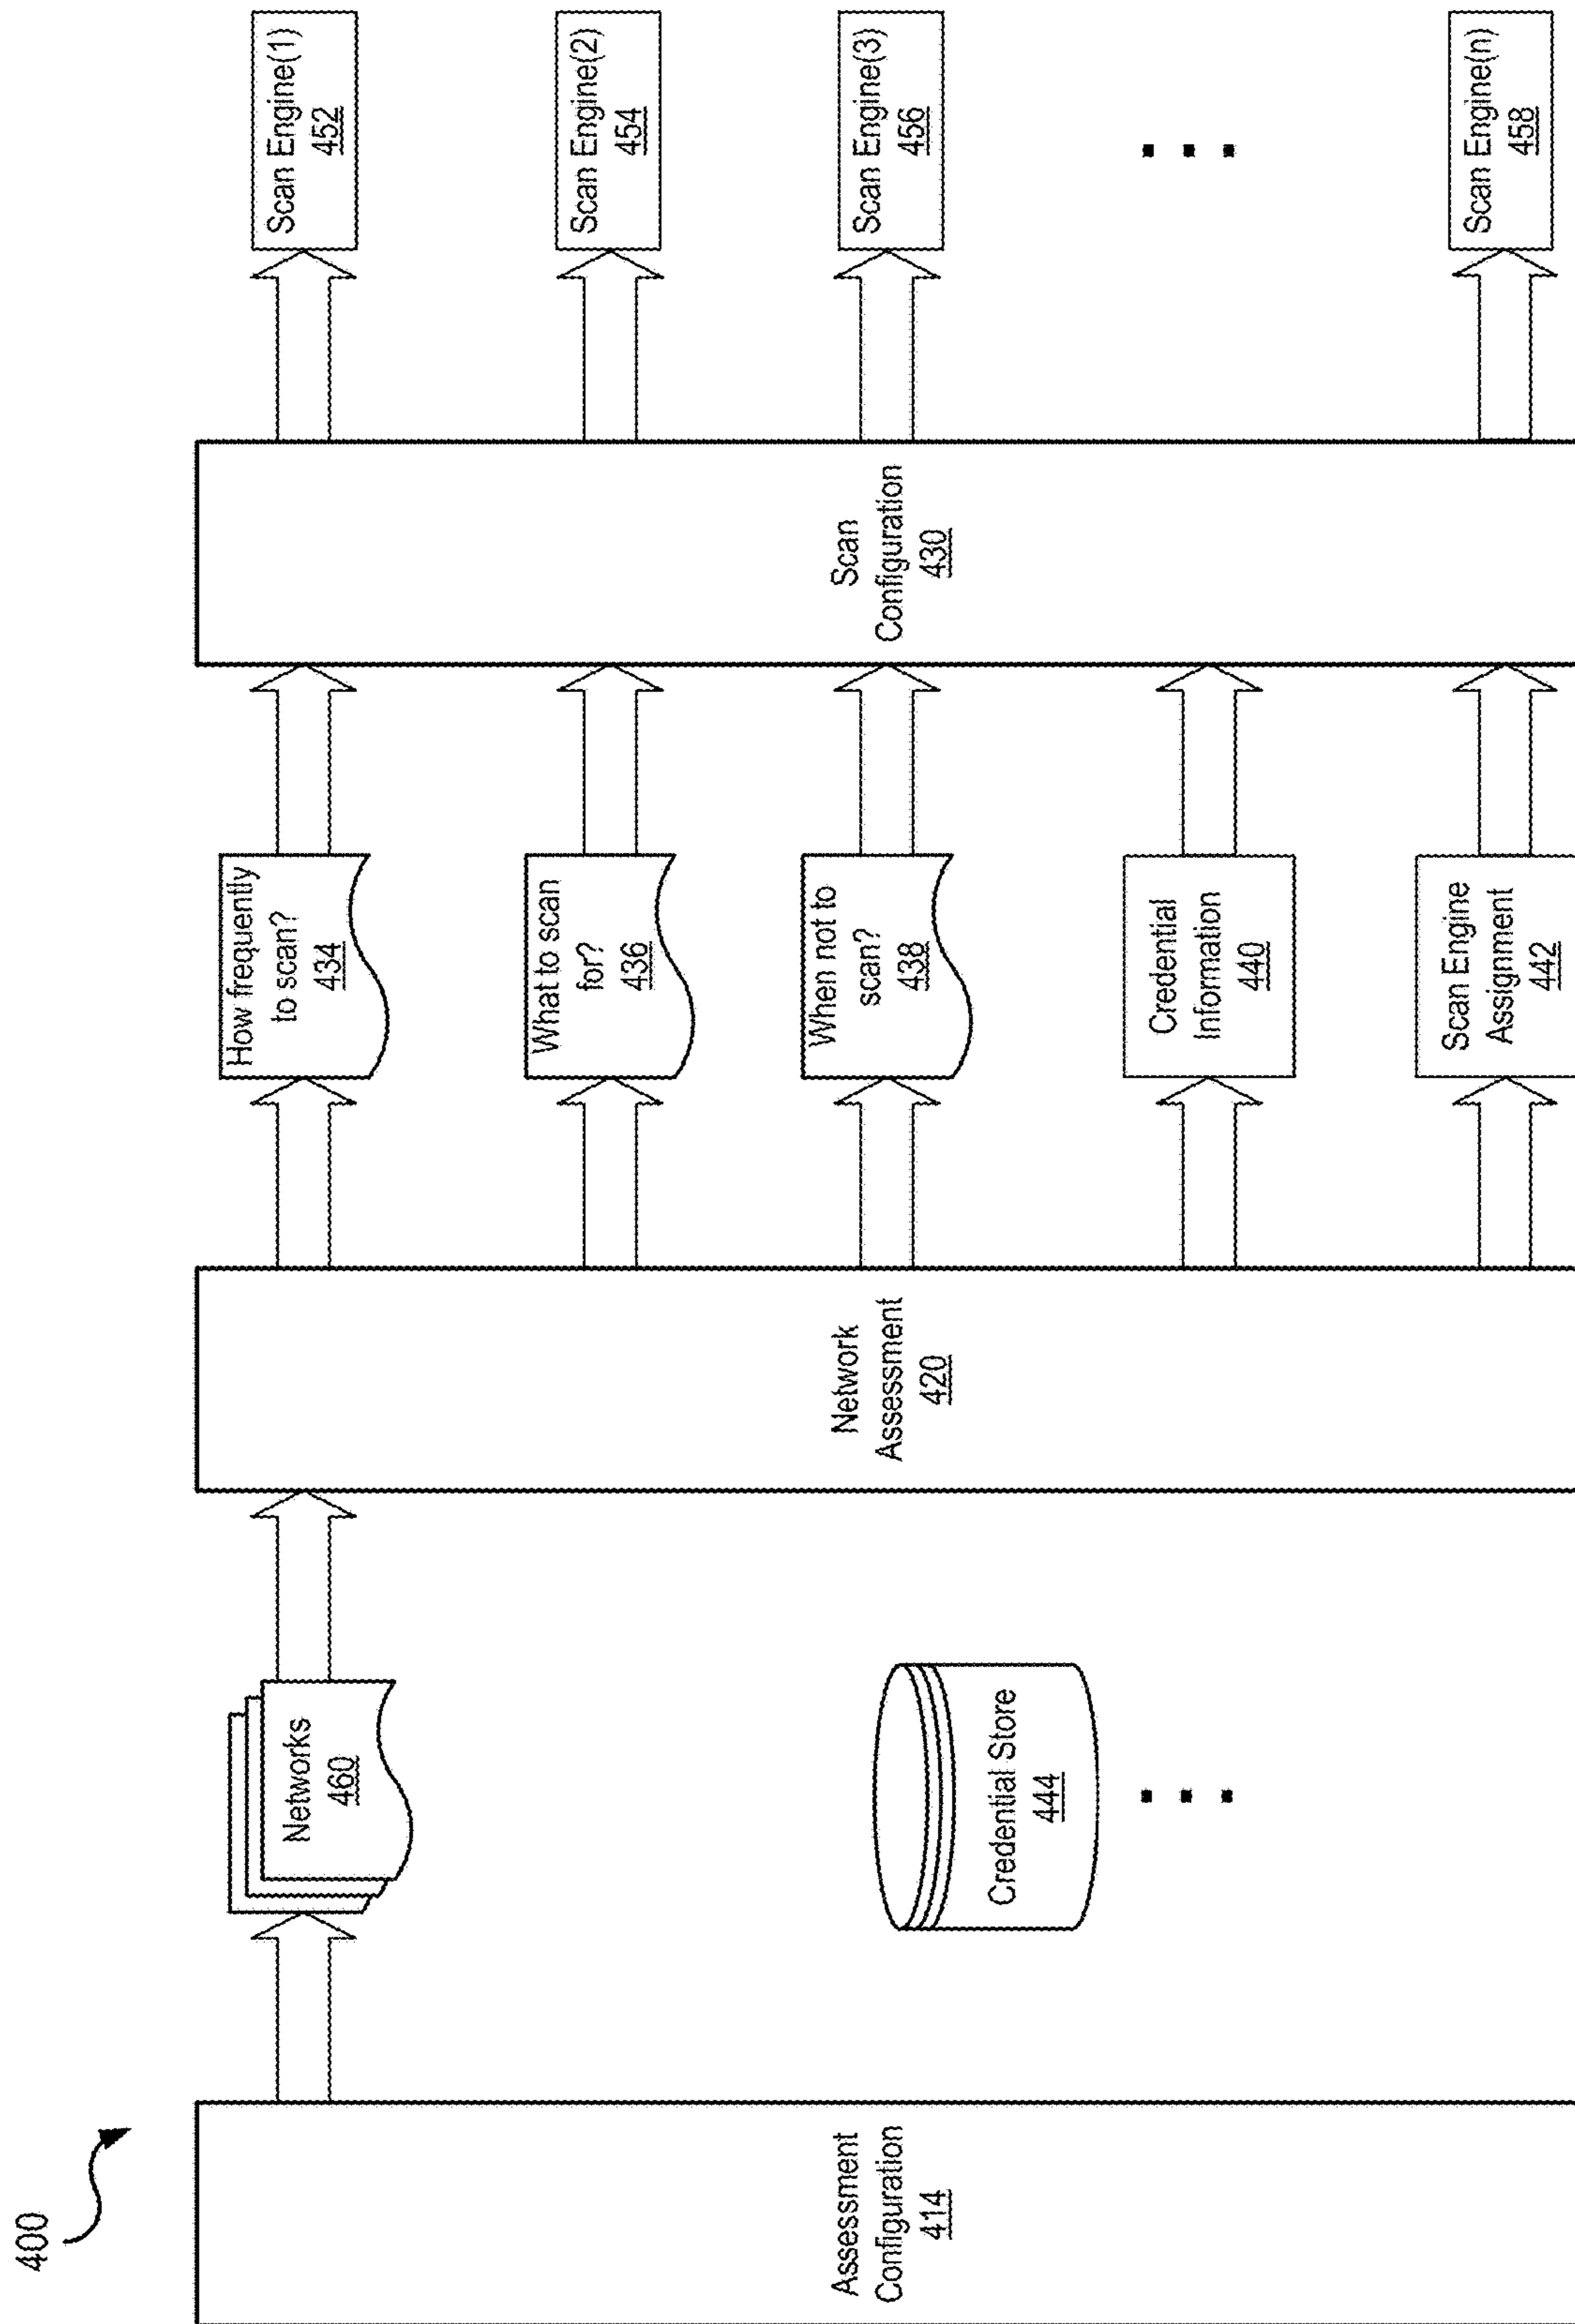 400
Assessment
Configuration
414
Networks
460
Credential Store
444
Network
Assessment
420
How frequently
to scan?
434
What to scan
for?
436
When not to
scan?
438
Credential
Information
440
Scan Engine
Assignment
442
Scan
Configuration
430
Scan Engine(1)
452
Scan Engine(2)
454
Scan Engine(3)
456
Scan Engine(n)
458